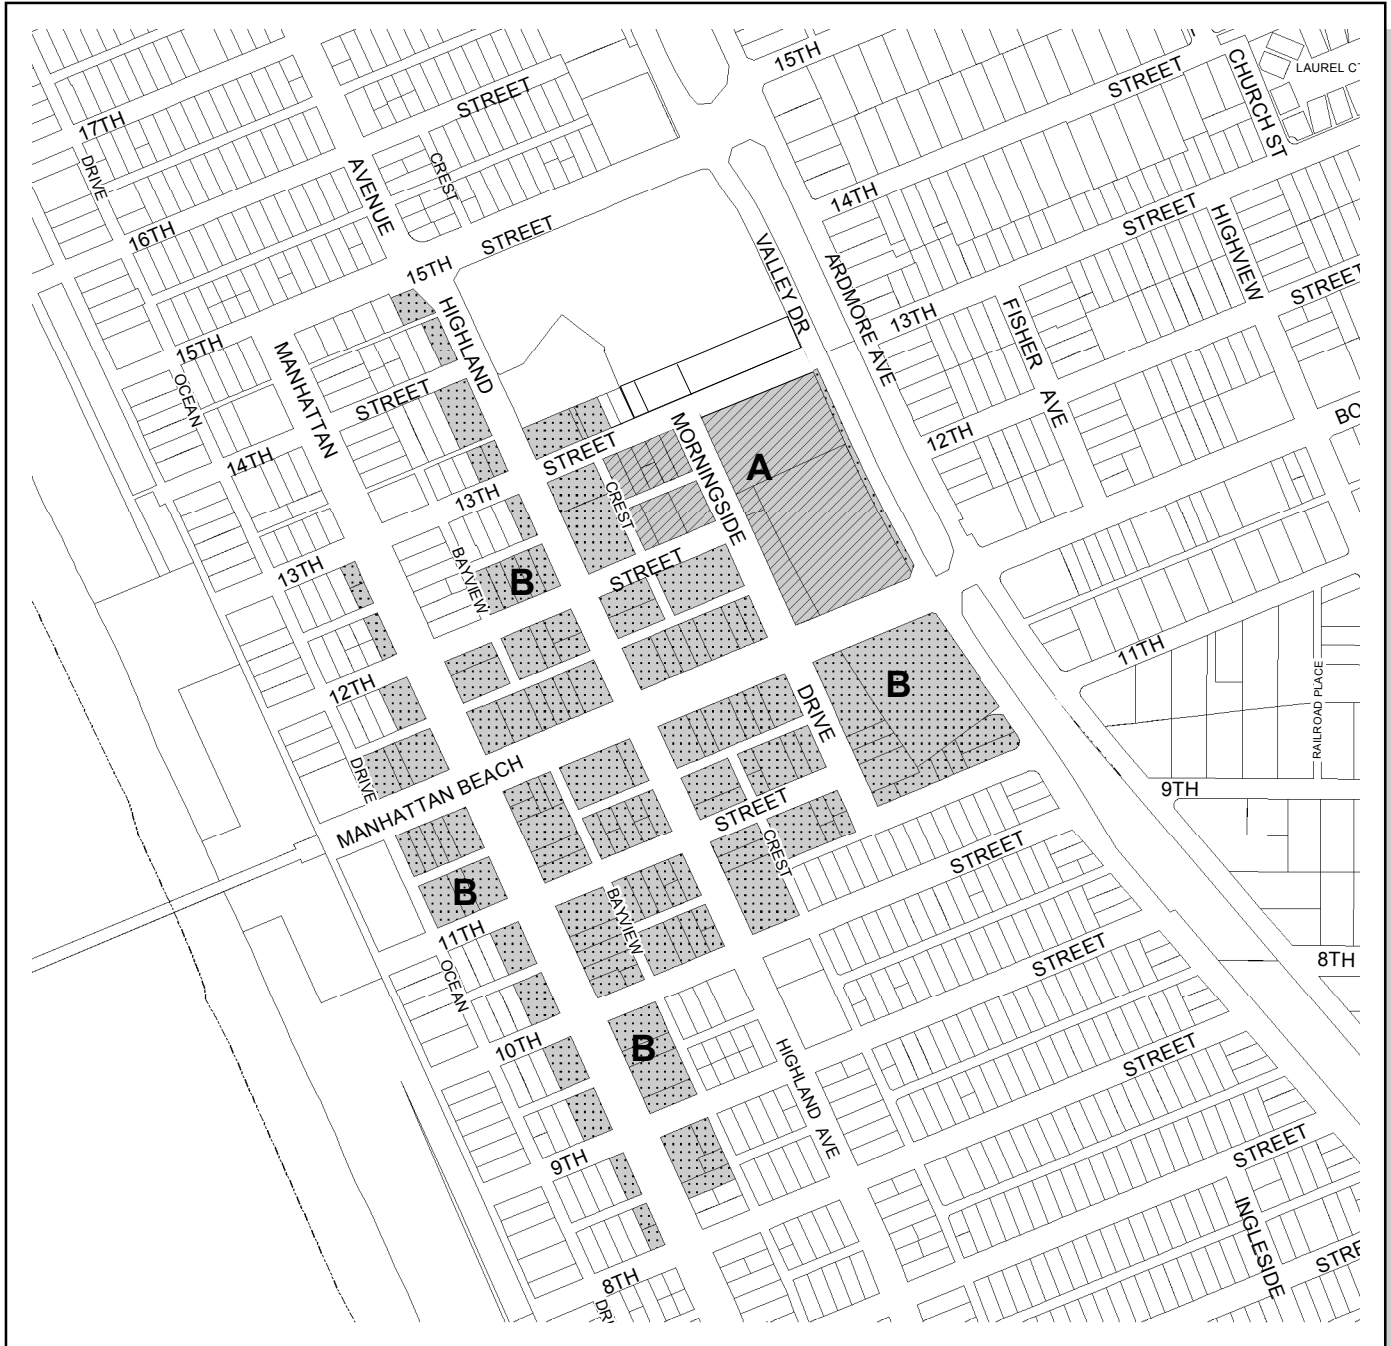 15TH
STREET
CHURCH ST
LAUREL CT
STREET
17TH
DRIVE
AVENUE
CREST
14TH
STREET
HIGHVIEW
16TH
STREET
15TH
VALLEY DR
ARDMORE AVE
13TH
STREET
FISHER
AVE
HIGHLAND
15TH
MANHATTAN
OCEAN
STREET
MORNINGSIDE
12TH
BO
14TH
STREET
A
13TH
CREST
13TH
BAYVIEW
B
STREET
11TH
12TH
B
DRIVE
RAILROAD PLACE
DRIVE
MANHATTAN BEACH
9TH
STREET
CREST
STREET
B
BAYVIEW
11TH
OCEAN
STREET
8TH
10TH
B
HIGHLAND AVE
STREET
9TH
STREET
INGLESIDE
STRE
8TH
DRI